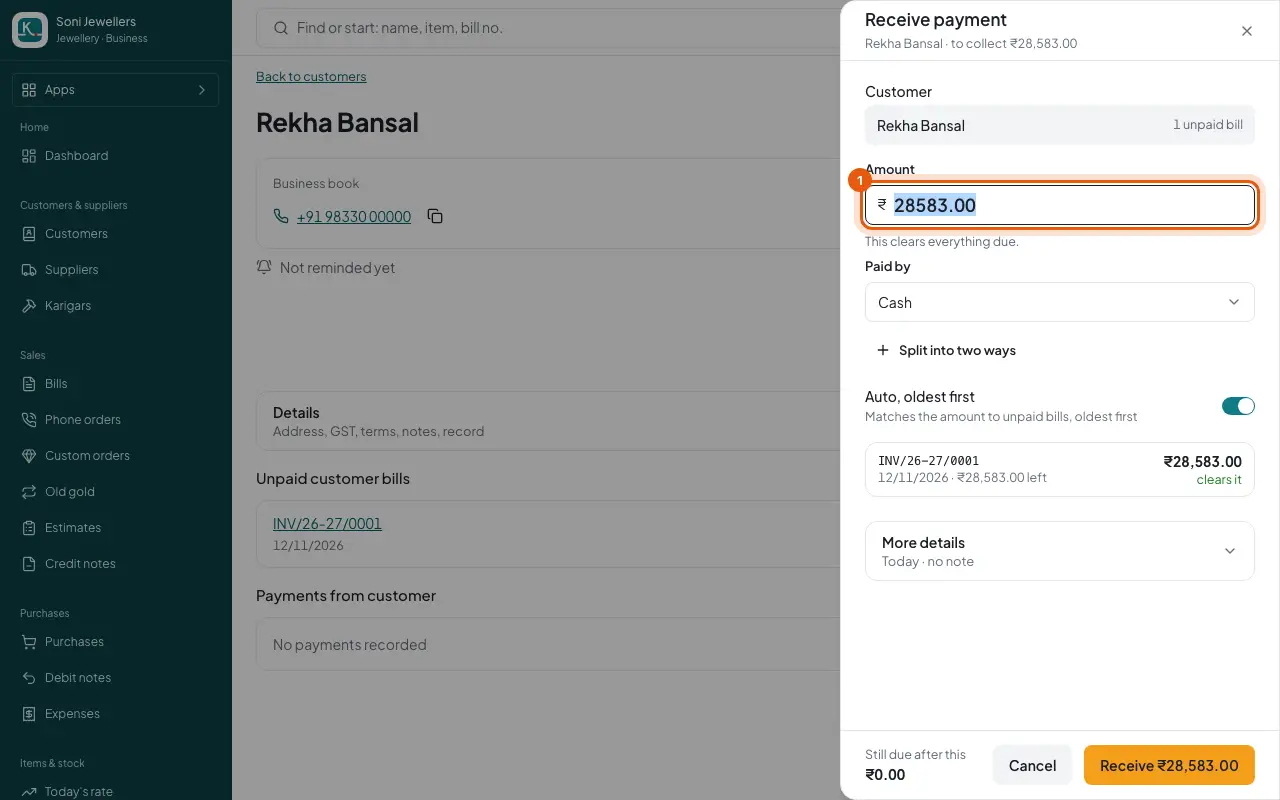 Soni Jewellers
Jewellery · Business
Apps
Home
Dashboard
Customers & suppliers
Customers
Suppliers
Karigars
Sales
Bills
Phone orders
Custom orders
Old gold
Estimates
Credit notes
Purchases
Purchases
Debit notes
Expenses
Items & stock
Today's rate
Find or start: name, item, bill no.
Back to customers
Rekha Bansal
Business book
+91 98330 00000
Not reminded yet
Details
Address, GST, terms, notes, record
Unpaid customer bills
INV/26-27/0001
12/11/2026
Payments from customer
No payments recorded
Receive payment
Rekha Bansal · to collect ₹28,583.00
Customer
Rekha Bansal 1 unpaid bill
Amount
1
₹ 28583.00
This clears everything due.
Paid by
Cash
Split into two ways
Auto, oldest first
Matches the amount to unpaid bills, oldest first
INV/26-27/0001 ₹28,583.00
12/11/2026 · ₹28,583.00 left clears it
More details
Today · no note
Still due after this
₹0.00
Cancel
Receive ₹28,583.00